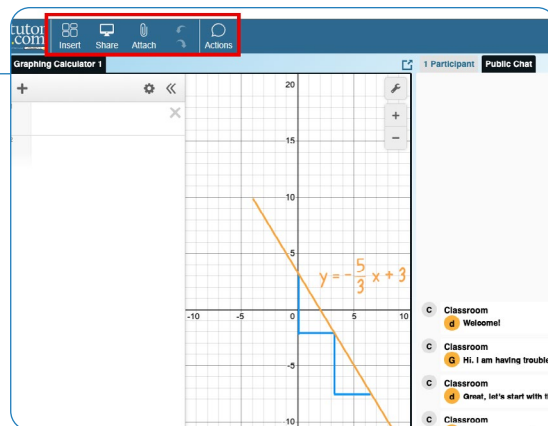 tutor
.com
Insert Share Attach Actions
Graphing Calculator 1
1 Participant Public Chat
20
15
10
5
y = -5/3 x + 3
-10 -5 0 5 10
-5
-10
C Classroom
d Welcome!
C Classroom
G Hi. I am having trouble
C Classroom
d Great, let's start with
C Classroom